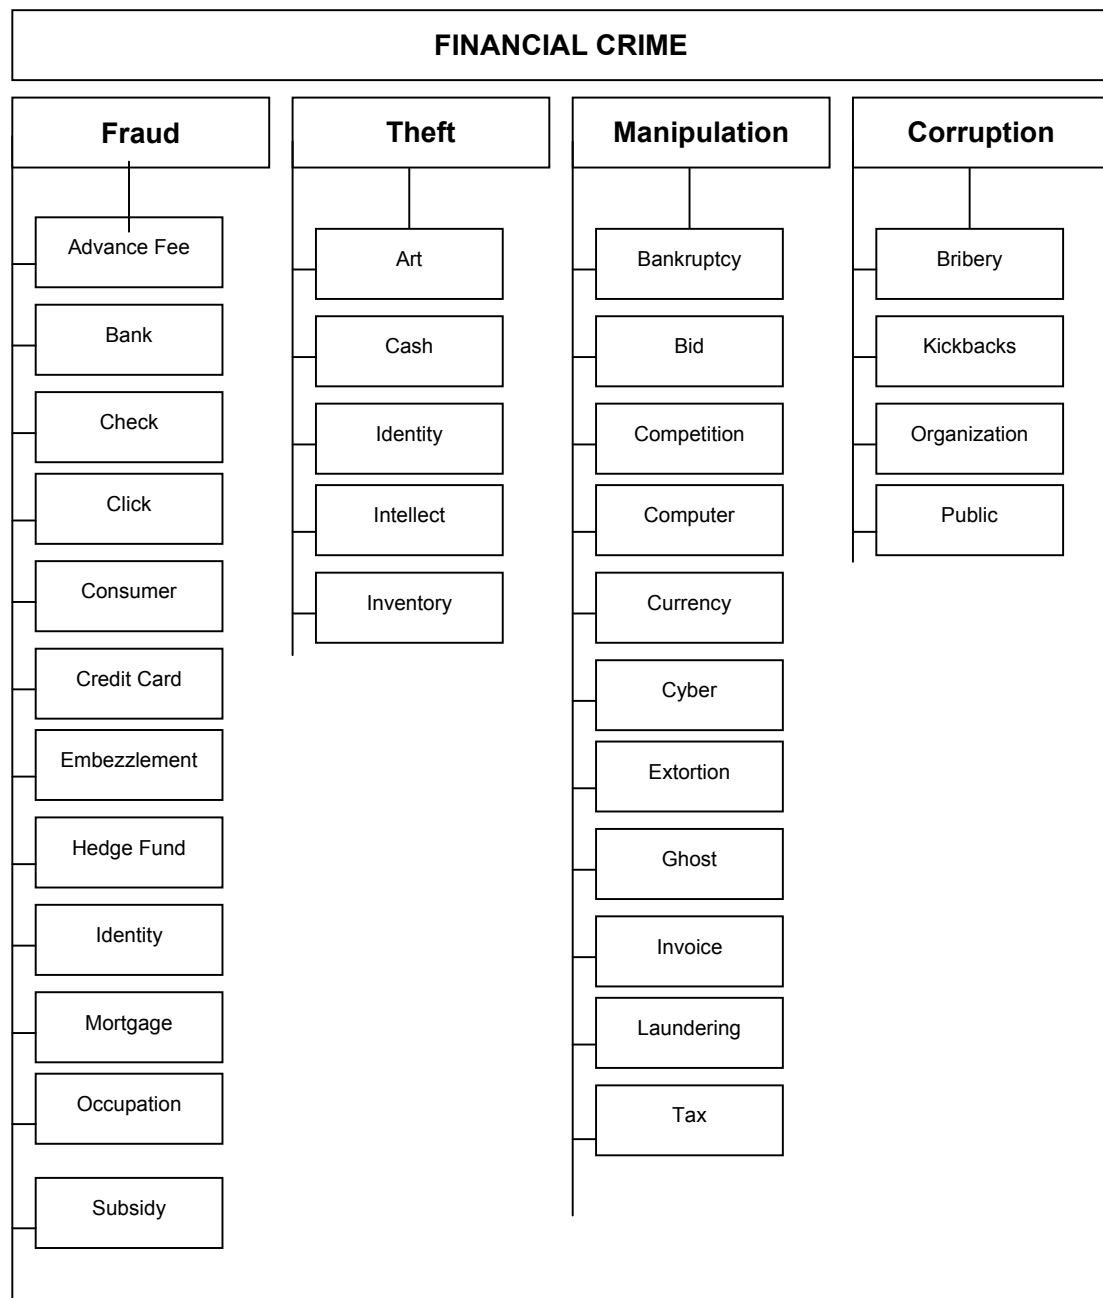 FINANCIAL CRIME
Fraud
Advance Fee
Bank
Check
Click
Consumer
Credit Card
Embezzlement
Hedge Fund
Identity
Mortgage
Occupation
Subsidy
Theft
Art
Cash
Identity
Intellect
Inventory
Manipulation
Bankruptcy
Bid
Competition
Computer
Currency
Cyber
Extortion
Ghost
Invoice
Laundering
Tax
Corruption
Bribery
Kickbacks
Organization
Public